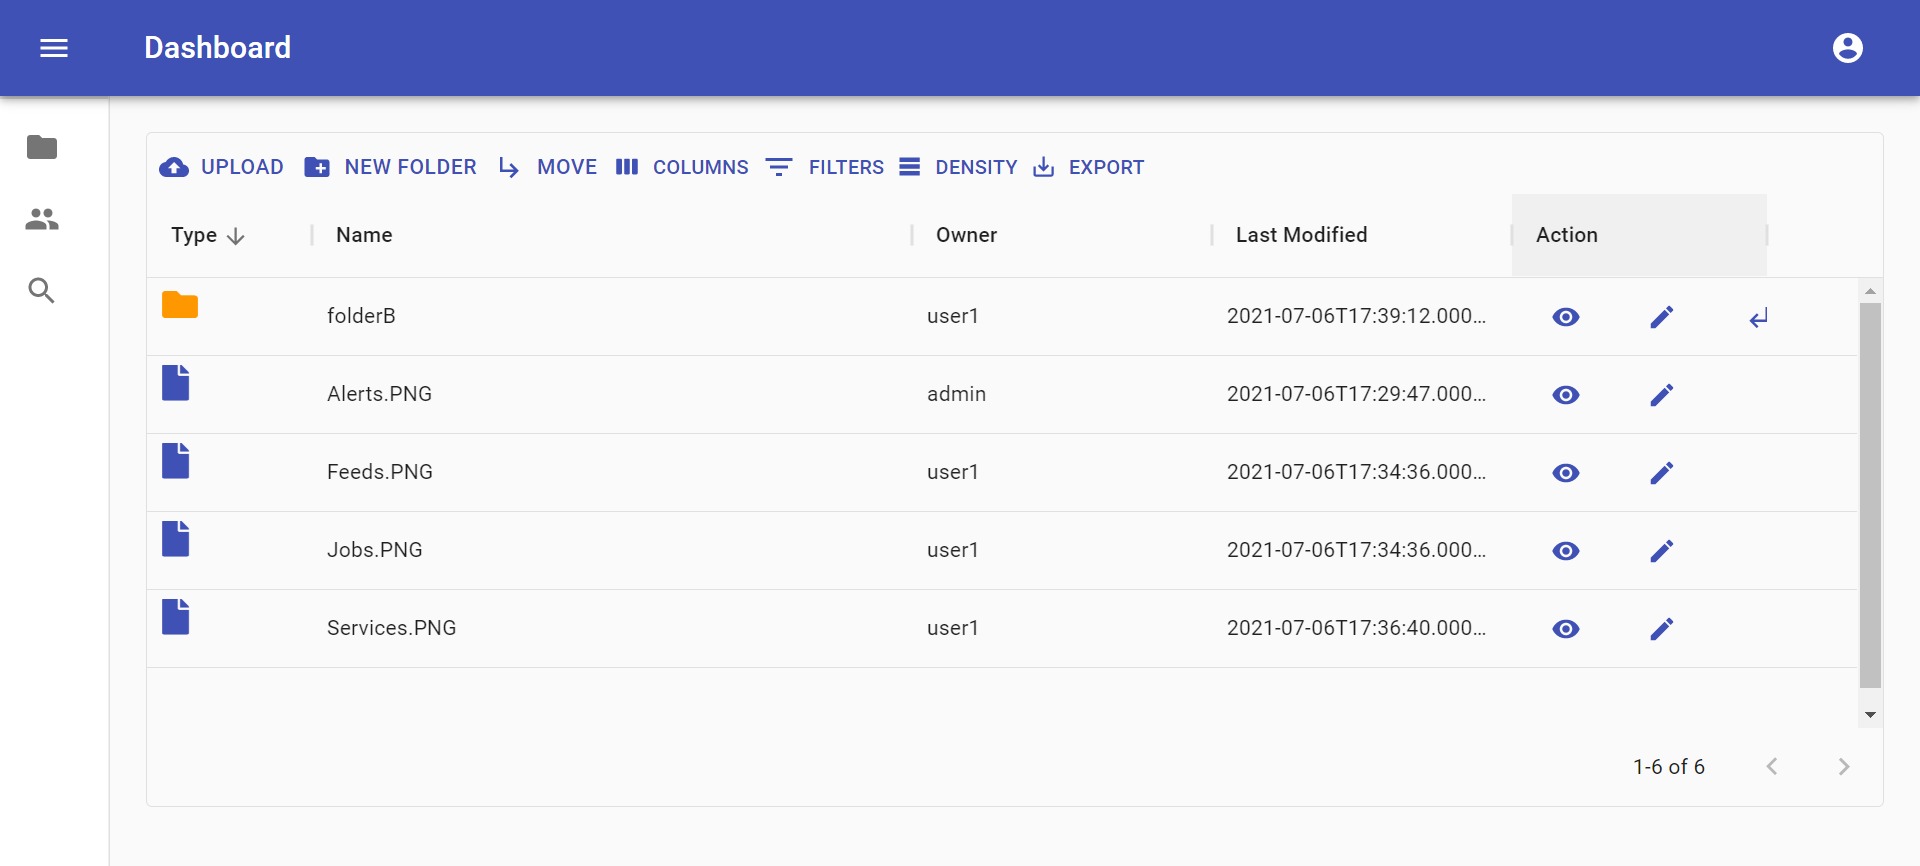 Dashboard
UPLOAD NEW FOLDER MOVE COLUMNS FILTERS DENSITY EXPORT
Type Name Owner Last Modified Action
folderB user1 2021-07-06T17:39:12.000...
Alerts.PNG admin 2021-07-06T17:29:47.000...
Feeds.PNG user1 2021-07-06T17:34:36.000...
Jobs.PNG user1 2021-07-06T17:34:36.000...
Services.PNG user1 2021-07-06T17:36:40.000...
1-6 of 6